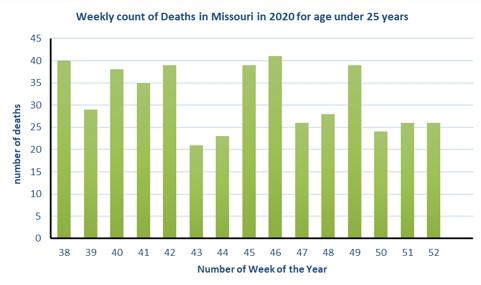 Weekly count of Deaths in Missouri in 2020 for age under 25 years
number of deaths
45
40
35
30
25
20
15
10
5
0
38 39 40 41 42 43 44 45 46 47 48 49 50 51 52
Number of Week of the Year